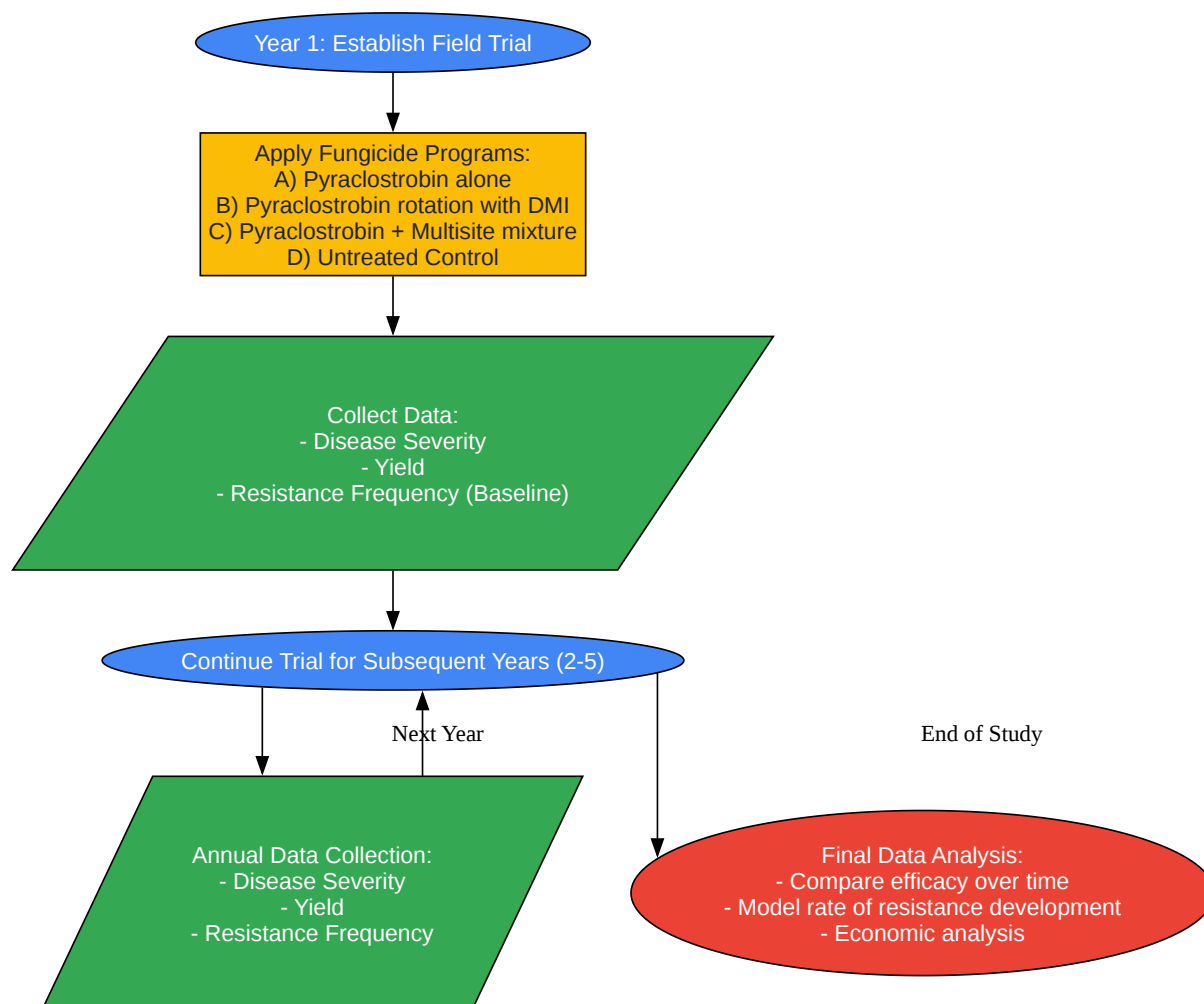 Year 1: Establish Field Trial
Apply Fungicide Programs:
A) Pyraclostrobin alone
B) Pyraclostrobin rotation with DMI
C) Pyraclostrobin + Multisite mixture
D) Untreated Control
Collect Data:
- Disease Severity
- Yield
- Resistance Frequency (Baseline)
Continue Trial for Subsequent Years (2-5)
Next Year
End of Study
Annual Data Collection:
- Disease Severity
- Yield
- Resistance Frequency
Final Data Analysis:
- Compare efficacy over time
- Model rate of resistance development
- Economic analysis